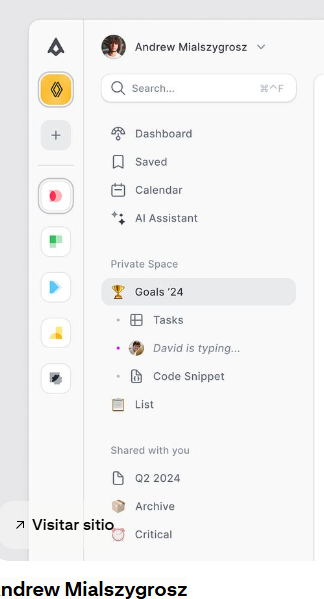 Andrew Mialszygrosz
Search... ⌘^F
Dashboard
Saved
Calendar
AI Assistant
Private Space
Goals '24
Tasks
David is typing...
Code Snippet
List
Shared with you
Q2 2024
Archive
Visitar sitio
Critical
ndrew Mialszygrosz